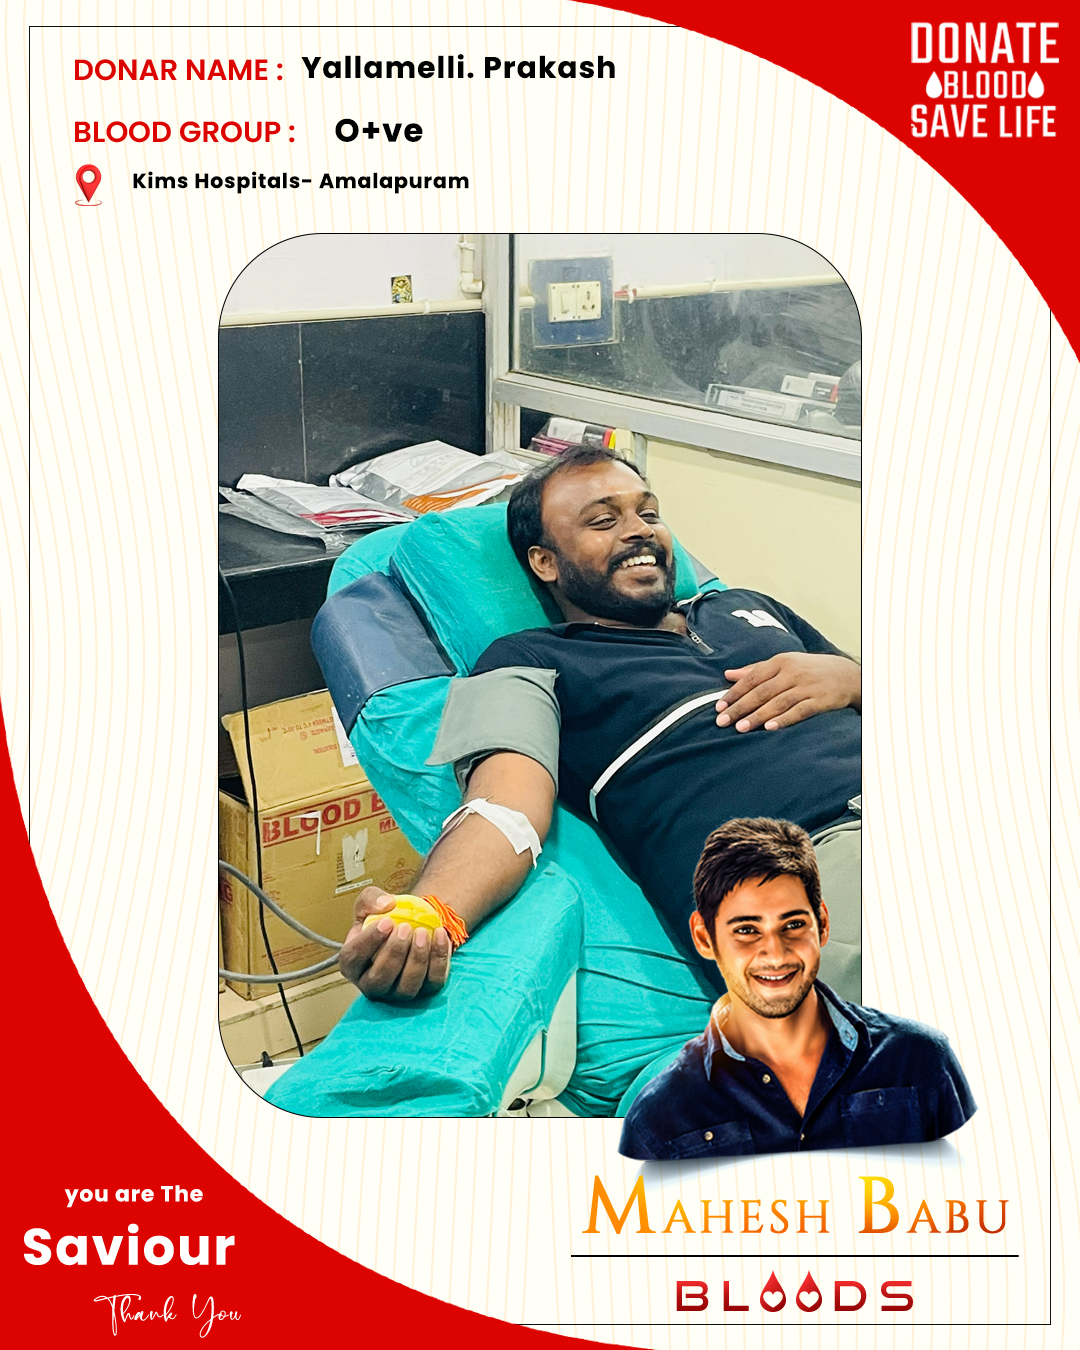 DONAR NAME : Yallamelli. Prakash
BLOOD GROUP : O+ve
Kims Hospitals- Amalapuram
DONATE
BLOOD
SAVE LIFE
BLOOD B
you are The
Saviour
Thank You
MAHESH BABU
BLOODS